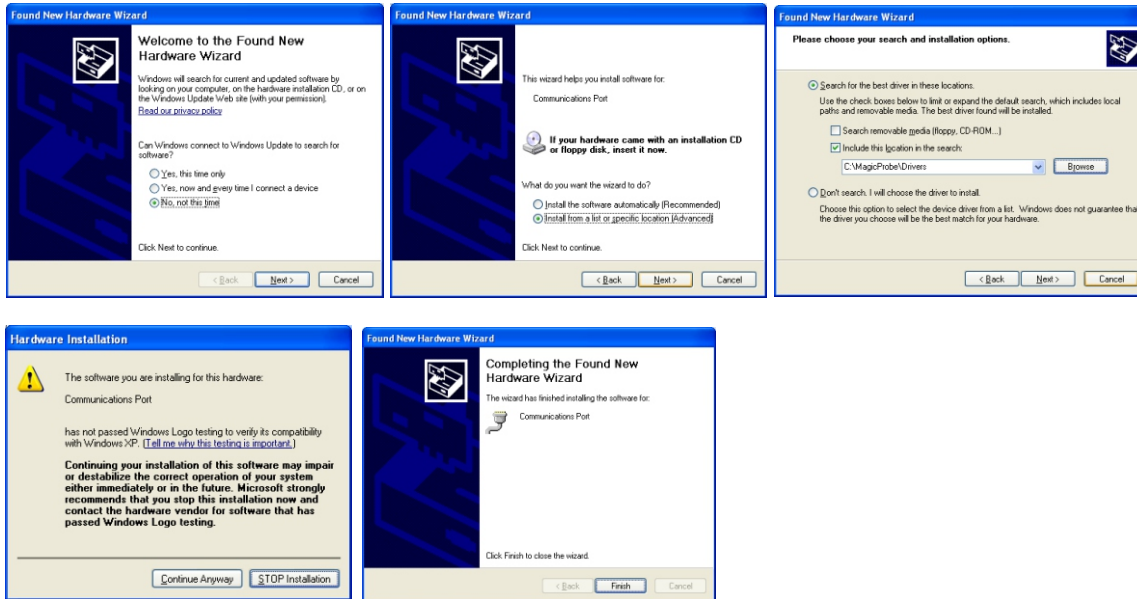 Found New Hardware Wizard
Welcome to the Found New
Hardware Wizard
Windows will search for current and updated software by
looking on your computer, on the hardware installation CD, or on
the Windows Update Web site (with your permission).
Read our privacy policy
Can Windows connect to Windows Update to search for
software?
Yes, this time only
Yes, now and every time I connect a device
No, not this time
Click Next to continue.
< Back
Next >
Cancel
Found New Hardware Wizard
This wizard helps you install software for:
Communications Port
If your hardware came with an installation CD
or floppy disk, insert it now.
What do you want the wizard to do?
Install the software automatically (Recommended)
Install from a list or specific location (Advanced)
Click Next to continue.
< Back
Next >
Cancel
Found New Hardware Wizard
Please choose your search and installation options.
Search for the best driver in these locations.
Use the check boxes below to limit or expand the default search, which includes local
paths and removable media. The best driver found will be installed.
Search removable media (floppy, CD-ROM...)
Include this location in the search:
C:\MagicProbe\Drivers
Browse
Don't search. I will choose the driver to install.
Choose this option to select the device driver from a list. Windows does not guarantee tha
the driver you choose will be the best match for your hardware.
< Back
Next >
Cancel
Hardware Installation
The software you are installing for this hardware:
Communications Port
has not passed Windows Logo testing to verify its compatibility
with Windows XP. (Tell me why this testing is important.)
Continuing your installation of this software may impair
or destabilize the correct operation of your system
either immediately or in the future. Microsoft strongly
recommends that you stop this installation now and
contact the hardware vendor for software that has
passed Windows Logo testing.
Continue Anyway
STOP Installation
Found New Hardware Wizard
Completing the Found New
Hardware Wizard
The wizard has finished installing the software for:
Communications Port
Click Finish to close the wizard.
< Back
Finish
Cancel